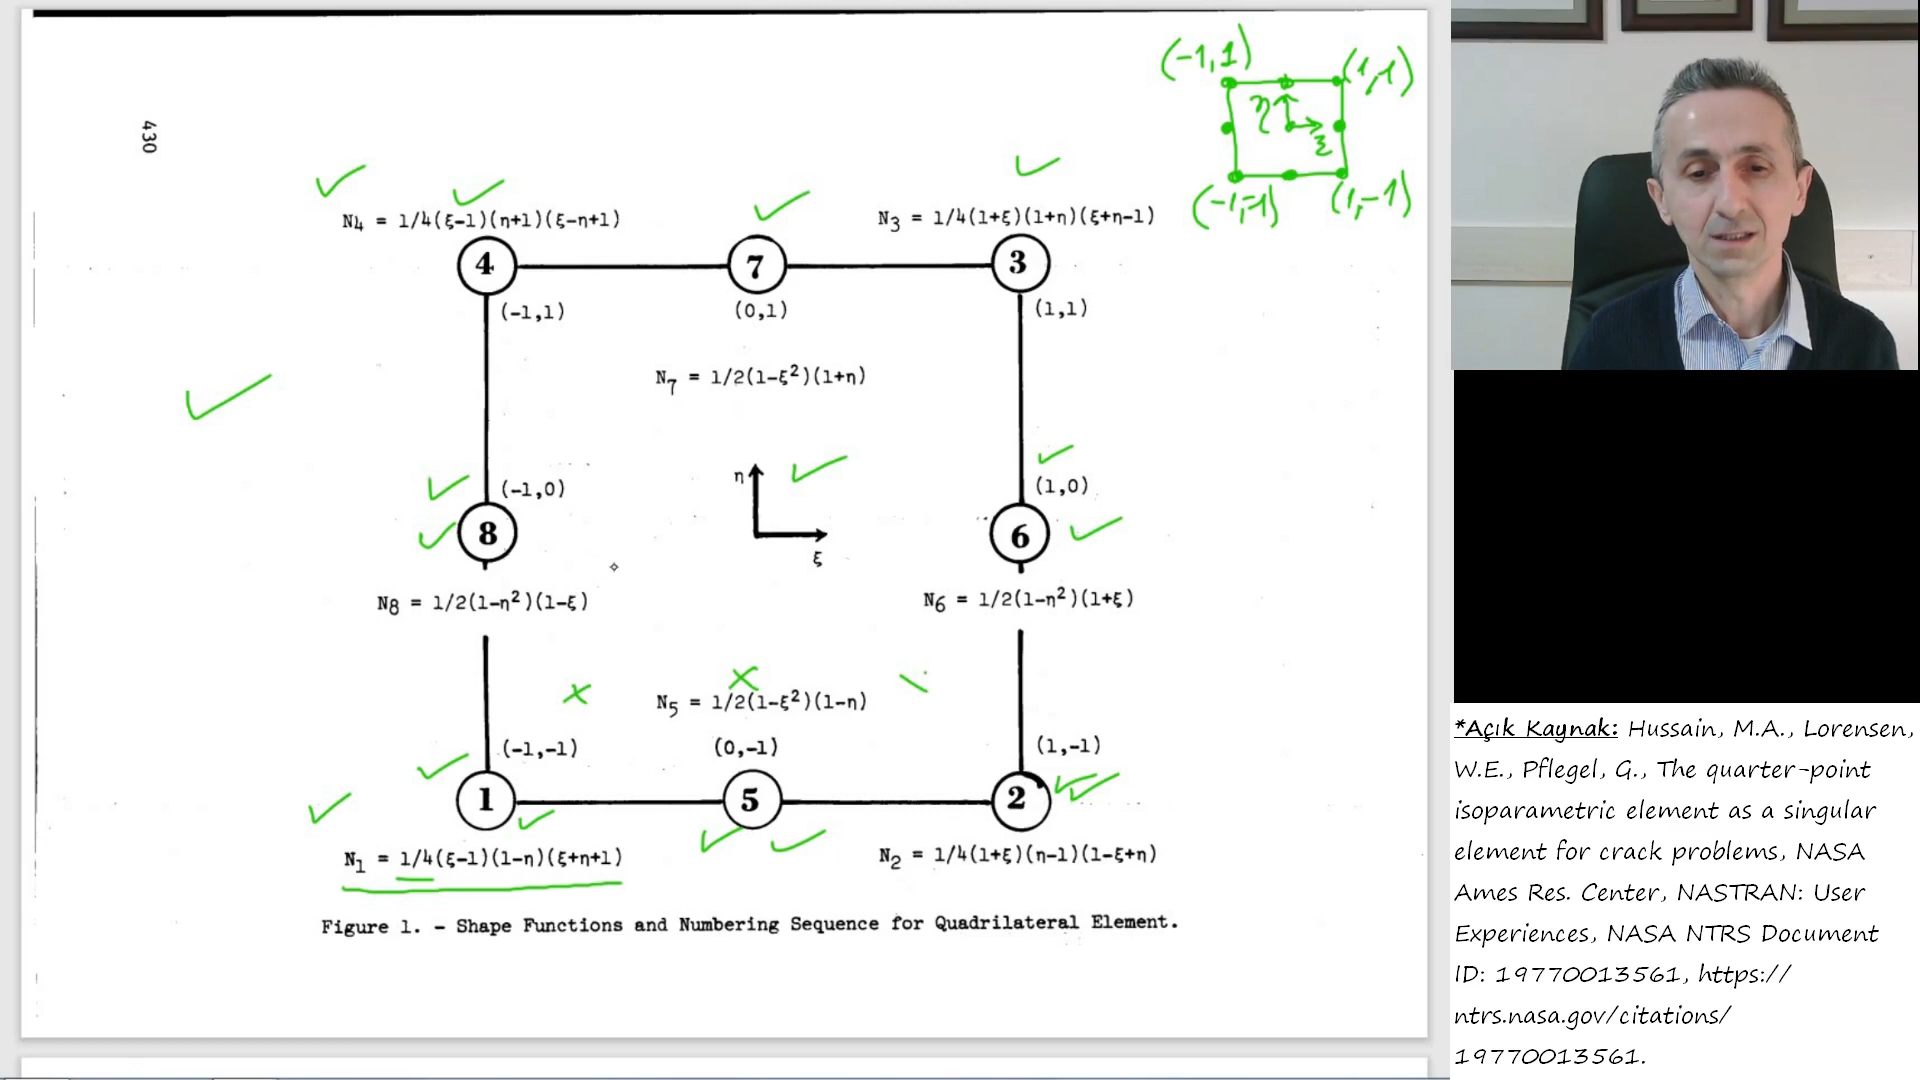 (-1,1)
(1,1)
η
ξ
(-1,-1)
(1,-1)
430
N4 = 1/4(ξ-1)(η+1)(ξ-η+1)
N3 = 1/4(1+ξ)(1+η)(ξ+η-1)
4
7
3
(-1,1)
(0,1)
(1,1)
N7 = 1/2(1-ξ²)(1+η)
η
ξ
(-1,0)
(1,0)
8
6
N8 = 1/2(1-η²)(1-ξ)
N6 = 1/2(1-η²)(1+ξ)
N5 = 1/2(1-ξ²)(1-η)
(-1,-1)
(0,-1)
(1,-1)
1
5
2
N1 = 1/4(ξ-1)(1-η)(ξ+η+1)
N2 = 1/4(1+ξ)(η-1)(1-ξ+η)
Figure 1. - Shape Functions and Numbering Sequence for Quadrilateral Element.
*Açık Kaynak: Hussain, M.A., Lorensen,
W.E., Pflegel, G., The quarter-point
isoparametric element as a singular
element for crack problems, NASA
Ames Res. Center, NASTRAN: User
Experiences, NASA NTRS Document
ID: 19770013561, https://
ntrs.nasa.gov/citations/
19770013561.